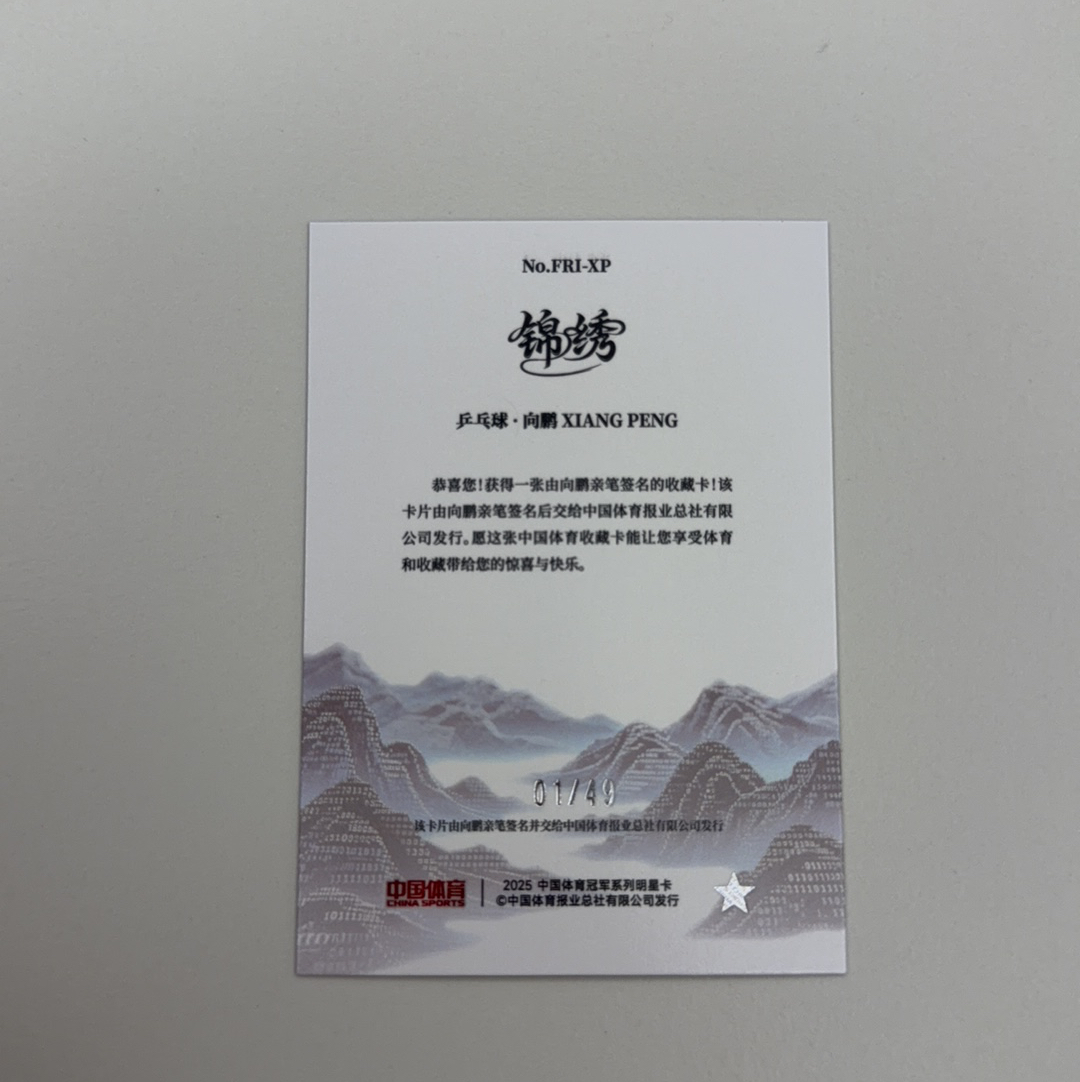 No.FRI-XP
锦绣
乒乓球·向鹏 XIANG PENG
恭喜您!获得一张由向鹏亲笔签名的收藏卡!该
卡片由向鹏亲笔签名后交给中国体育报业总社有限
公司发行。愿这张中国体育收藏卡能让您享受体育
和收藏带给您的惊喜与快乐。
01/49
该卡片由向鹏亲笔签名并交给中国体育报业总社有限公司发行
中国体育
CHINA SPORTS
2025 中国体育冠军系列明星卡
©中国体育报业总社有限公司发行